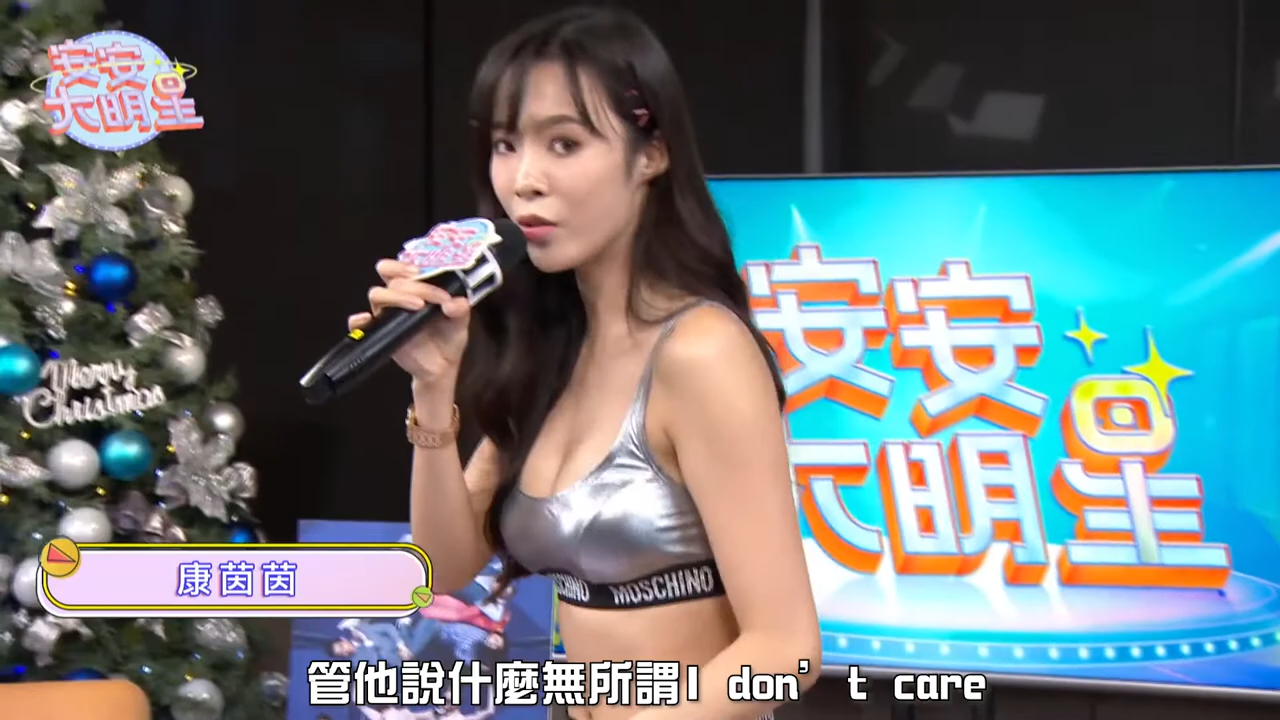 安安
大明星
安安
大明星
Merry
Christmas
MOSCHINO
康茵茵
管他說什麼無所謂I don't care